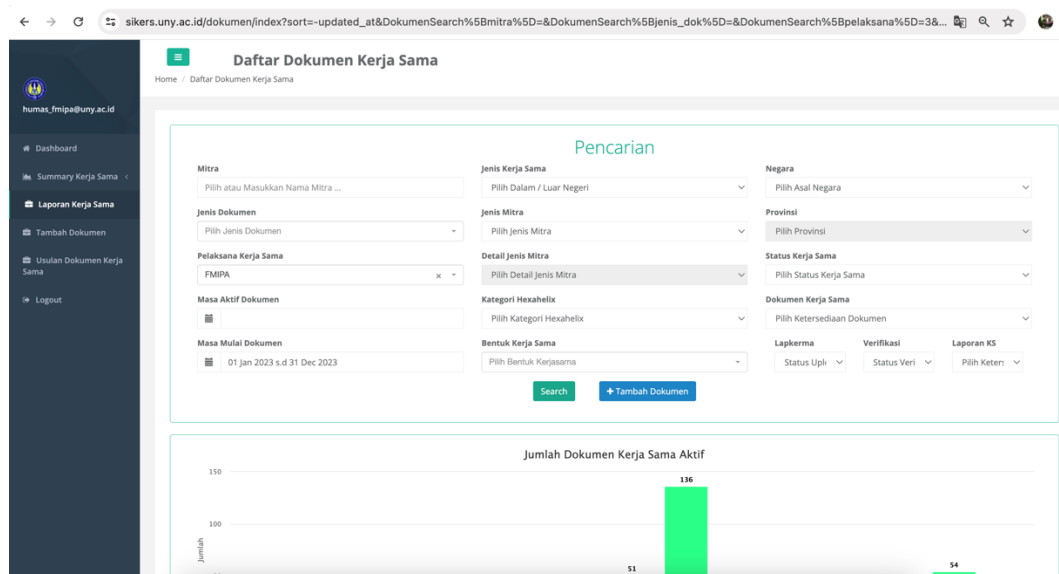 sikers.uny.ac.id/dokumen/index?sort=-updated_at&DokumenSearch%5Bmitra%5D=&DokumenSearch%5Bjenis_dok%5D=&DokumenSearch%5Bpelaksana%5D=3&...
humas_fmipa@uny.ac.id
Dashboard
Summary Kerja Sama
Laporan Kerja Sama
Tambah Dokumen
Usulan Dokumen Kerja
Sama
Logout
Daftar Dokumen Kerja Sama
Home / Daftar Dokumen Kerja Sama
Pencarian
Mitra Jenis Kerja Sama Negara
Pilih atau Masukkan Nama Mitra ... Pilih Dalam / Luar Negeri Pilih Asal Negara
Jenis Dokumen Jenis Mitra Provinsi
Pilih Jenis Dokumen Pilih Jenis Mitra Pilih Provinsi
Pelaksana Kerja Sama Detail Jenis Mitra Status Kerja Sama
FMIPA × Pilih Detail Jenis Mitra Pilih Status Kerja Sama
Masa Aktif Dokumen Kategori Hexahelix Dokumen Kerja Sama
Pilih Kategori Hexahelix Pilih Ketersediaan Dokumen
Masa Mulai Dokumen Bentuk Kerja Sama Lapkerma Verifikasi Laporan KS
01 Jan 2023 s.d 31 Dec 2023 Pilih Bentuk Kerjasama Status Uplo Status Veri Pilih Keters
Search + Tambah Dokumen
Jumlah Dokumen Kerja Sama Aktif
150
136
100
Jumlah
51
54